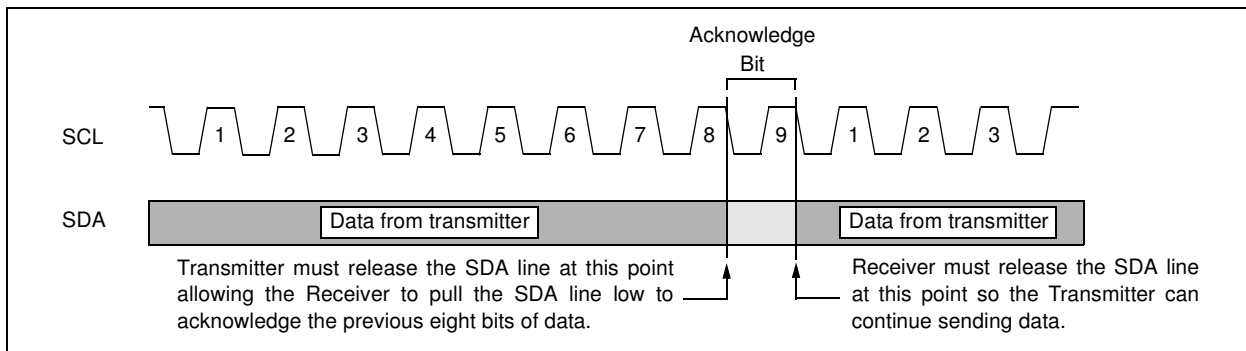 Acknowledge
Bit
SCL
1 2 3 4 5 6 7 8 9 1 2 3
SDA
Data from transmitter
Data from transmitter
Transmitter must release the SDA line at this point
allowing the Receiver to pull the SDA line low to
acknowledge the previous eight bits of data.
Receiver must release the SDA line
at this point so the Transmitter can
continue sending data.